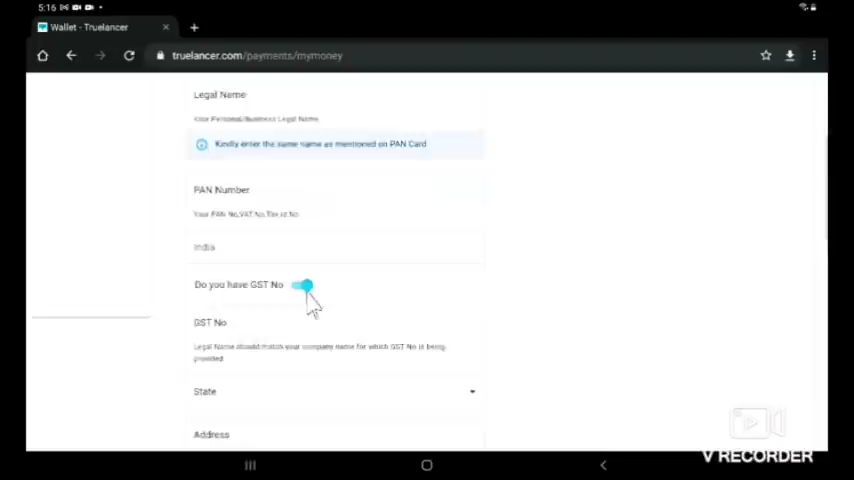 5:16
Wallet - Truelancer
truelancer.com/payments/mymoney
Legal Name
Your Personal/Business Legal Name
Kindly enter the same name as mentioned on PAN Card
PAN Number
Your PAN No,VAT No,Tax at No
India
Do you have GST No
GST No
Legal Name should match your company name for which GST No is being
provided
State
Address
V RECORDER